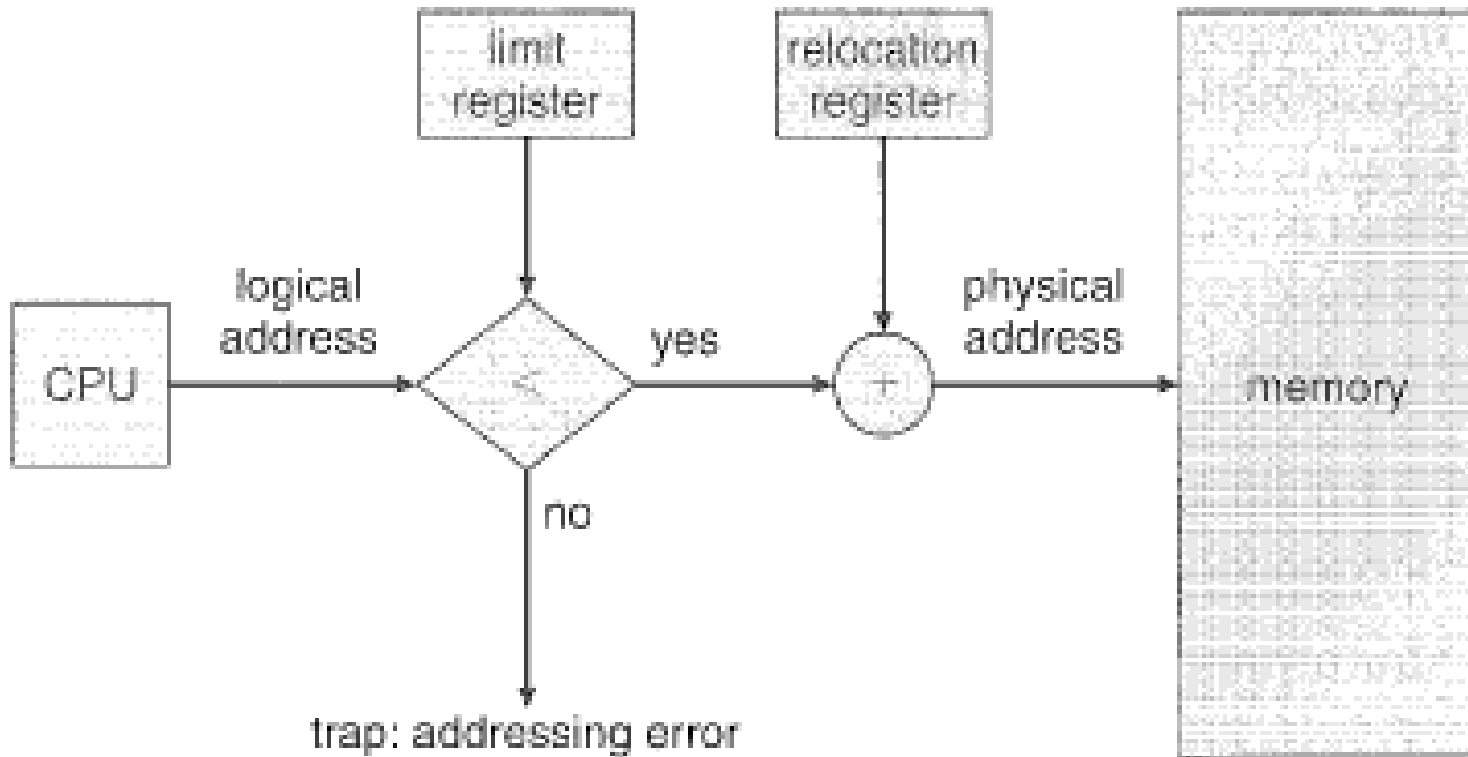 limit
register
relocation
register
logical
address
physical
address
yes
CPU
<
+
memory
no
trap: addressing error